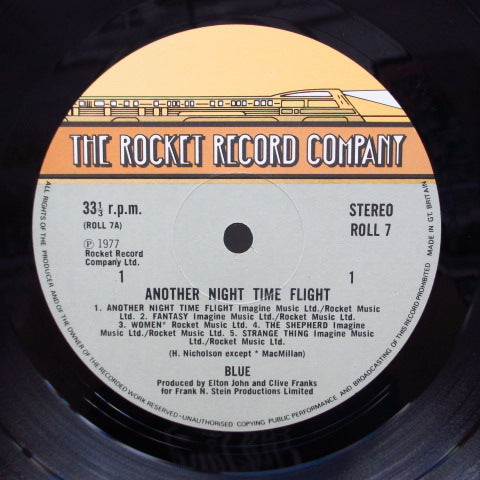 THE ROCKET RECORD COMPANY
33⅓ r.p.m.
(ROLL 7A)
STEREO
ROLL 7
℗ 1977
Rocket Record
Company Ltd.
1
1
ANOTHER NIGHT TIME FLIGHT
1. ANOTHER NIGHT TIME FLIGHT Imagine Music Ltd./Rocket Music
Ltd. 2. FANTASY Imagine Music Ltd./Rocket Music Ltd.
3. WOMEN* Rocket Music Ltd. 4. THE SHEPHERD Imagine
Music Ltd./Rocket Music Ltd. 5. STRANGE THING Imagine Music
Ltd./Rocket Music Ltd.
(H. Nicholson except * MacMillan)
BLUE
Produced by Elton John and Clive Franks
for Frank N. Stein Productions Limited
ALL RIGHTS OF THE PRODUCER AND OF THE OWNER OF THE RECORDED WORK RESERVED - UNAUTHORISED COPYING PUBLIC PERFORMANCE AND BROADCASTING OF THIS RECORD PROHIBITED
MADE IN GT. BRITAIN